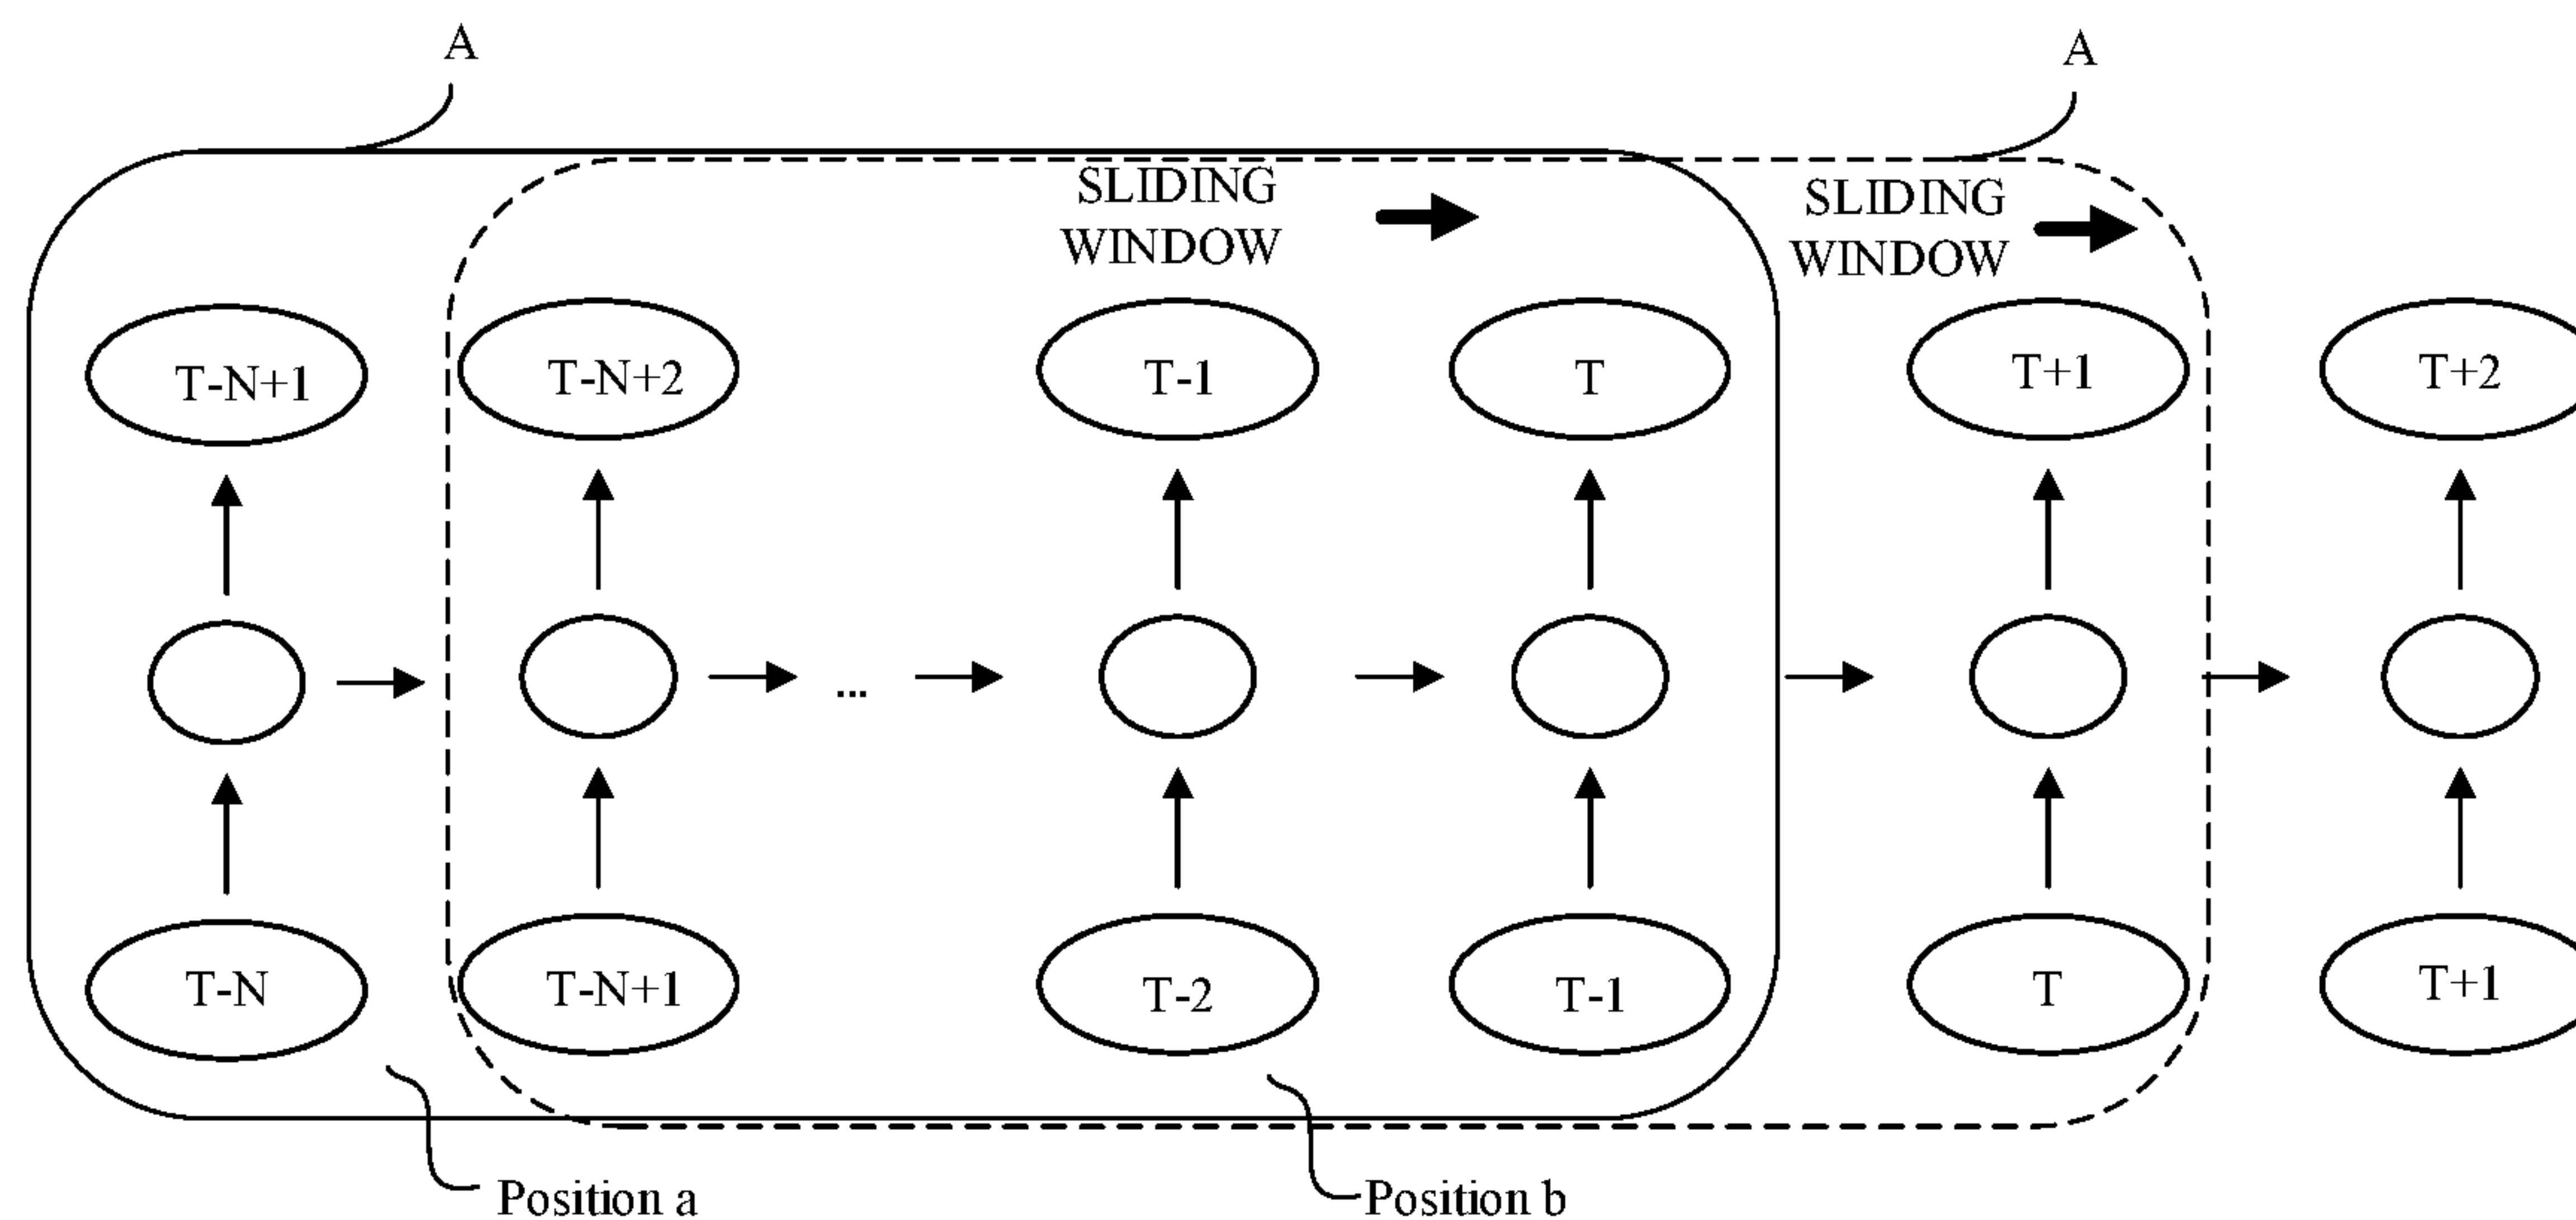 A
A
SLIDING
WINDOW
SLIDING
WINDOW
T-N+1
T-N+2
T-1
T
T+1
T+2
...
T-N
T-N+1
T-2
T-1
T
T+1
Position a
Position b